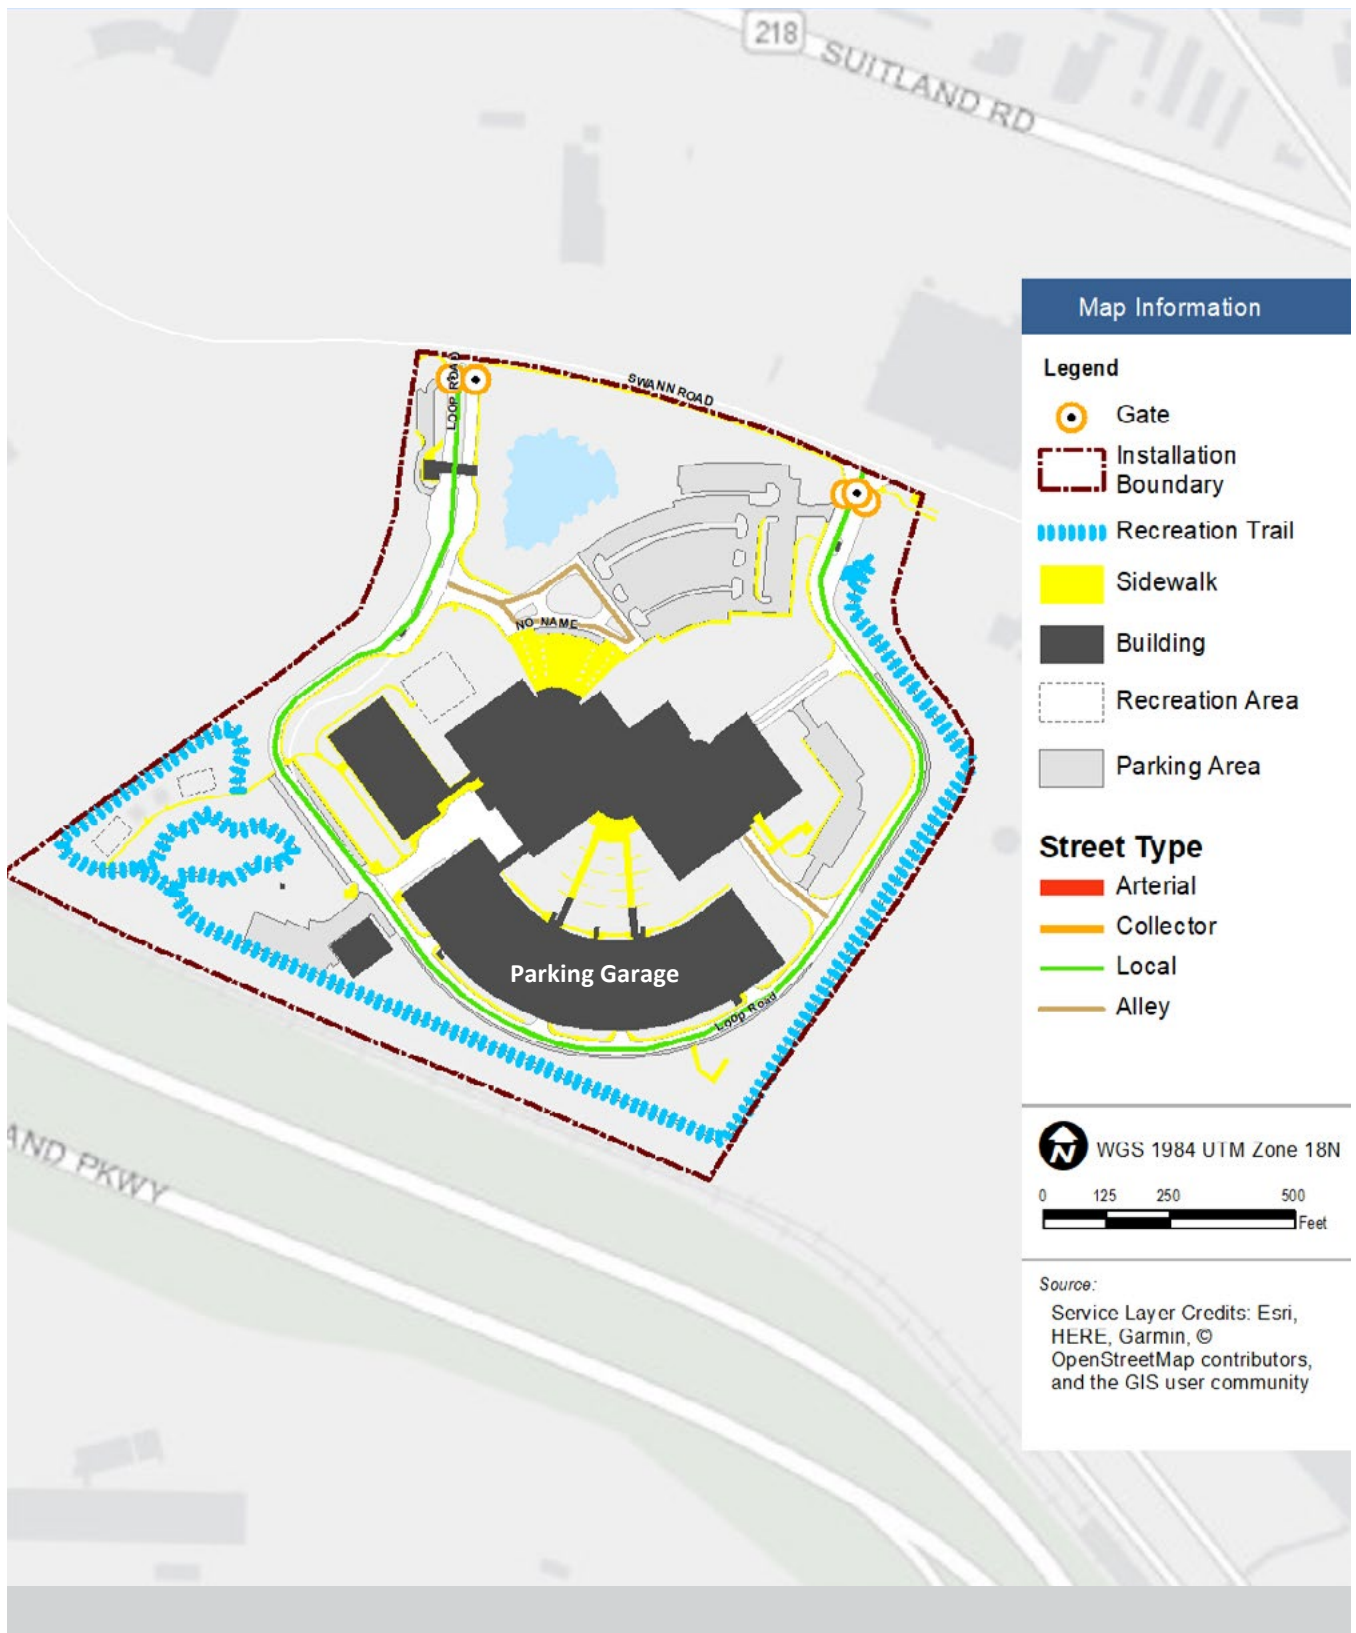 218
SUITLAND RD
Map Information
Legend
Gate
Installation
Boundary
Recreation Trail
Sidewalk
Building
Recreation Area
Parking Area
Street Type
Arterial
Collector
Local
Alley
N
WGS 1984 UTM Zone 18N
0 125 250 500
Feet
Source:
Service Layer Credits: Esri,
HERE, Garmin, ©
OpenStreetMap contributors,
and the GIS user community
LOOP ROAD
SWANN ROAD
NO NAME
Parking Garage
Loop Road
AND PKWY